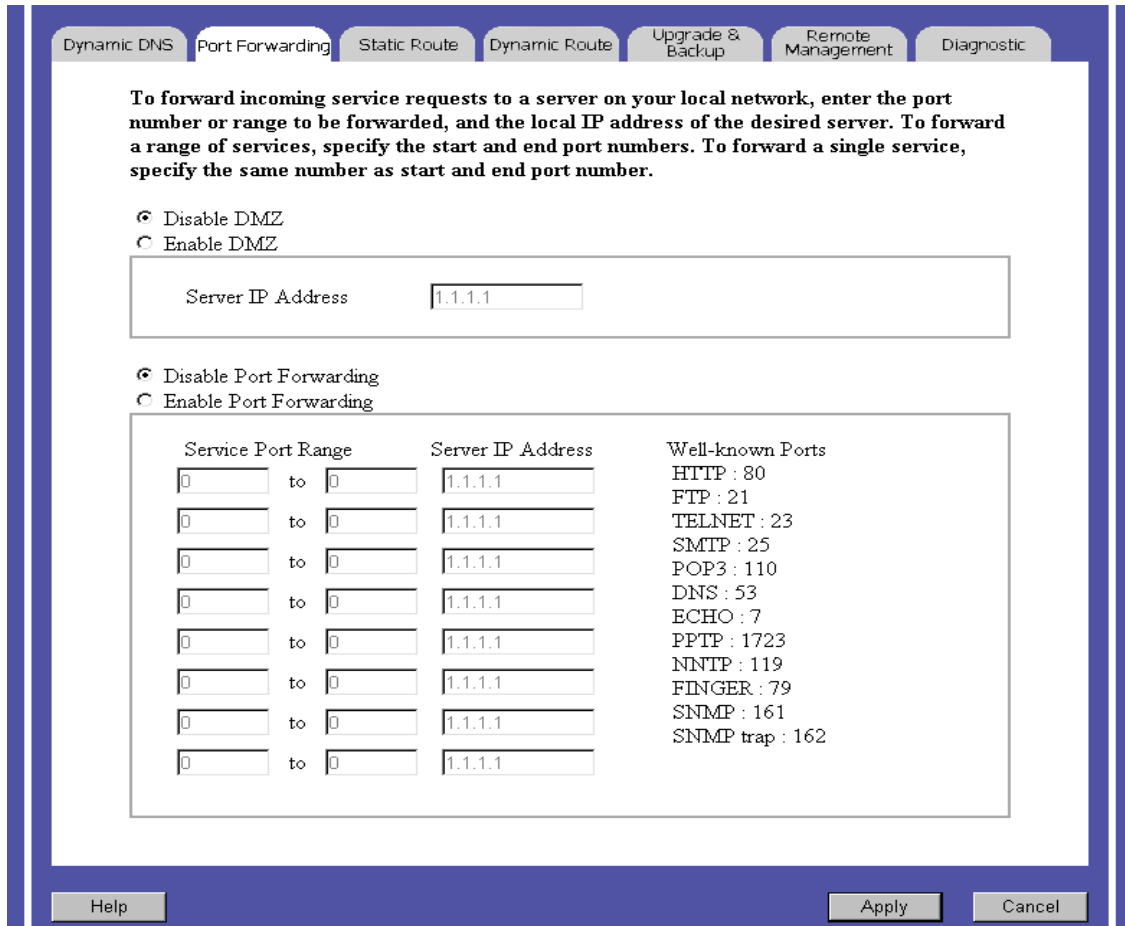 Dynamic DNS
Port Forwarding
Static Route
Dynamic Route
Upgrade &
Backup
Remote
Management
Diagnostic
To forward incoming service requests to a server on your local network, enter the port
number or range to be forwarded, and the local IP address of the desired server. To forward
a range of services, specify the start and end port numbers. To forward a single service,
specify the same number as start and end port number.
Disable DMZ
Enable DMZ
Server IP Address 1.1.1.1
Disable Port Forwarding
Enable Port Forwarding
Service Port Range Server IP Address
0 to 0 1.1.1.1
0 to 0 1.1.1.1
0 to 0 1.1.1.1
0 to 0 1.1.1.1
0 to 0 1.1.1.1
0 to 0 1.1.1.1
0 to 0 1.1.1.1
0 to 0 1.1.1.1
Well-known Ports
HTTP : 80
FTP : 21
TELNET : 23
SMTP : 25
POP3 : 110
DNS : 53
ECHO : 7
PPTP : 1723
NNTP : 119
FINGER : 79
SNMP : 161
SNMP trap : 162
Help
Apply
Cancel